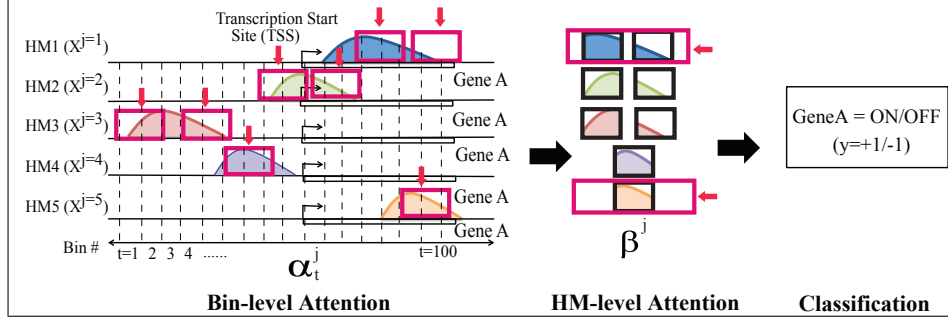 Transcription Start
Site (TSS)
HM1 (X^{j=1})
Gene A
HM2 (X^{j=2})
Gene A
HM3 (X^{j=3})
Gene A
HM4 (X^{j=4})
Gene A
HM5 (X^{j=5})
Gene A
Bin #
t=1 2 3 4 ...... t=100
α_t^j
β^j
GeneA = ON/OFF
(y=+1/-1)
Bin-level Attention
HM-level Attention
Classification